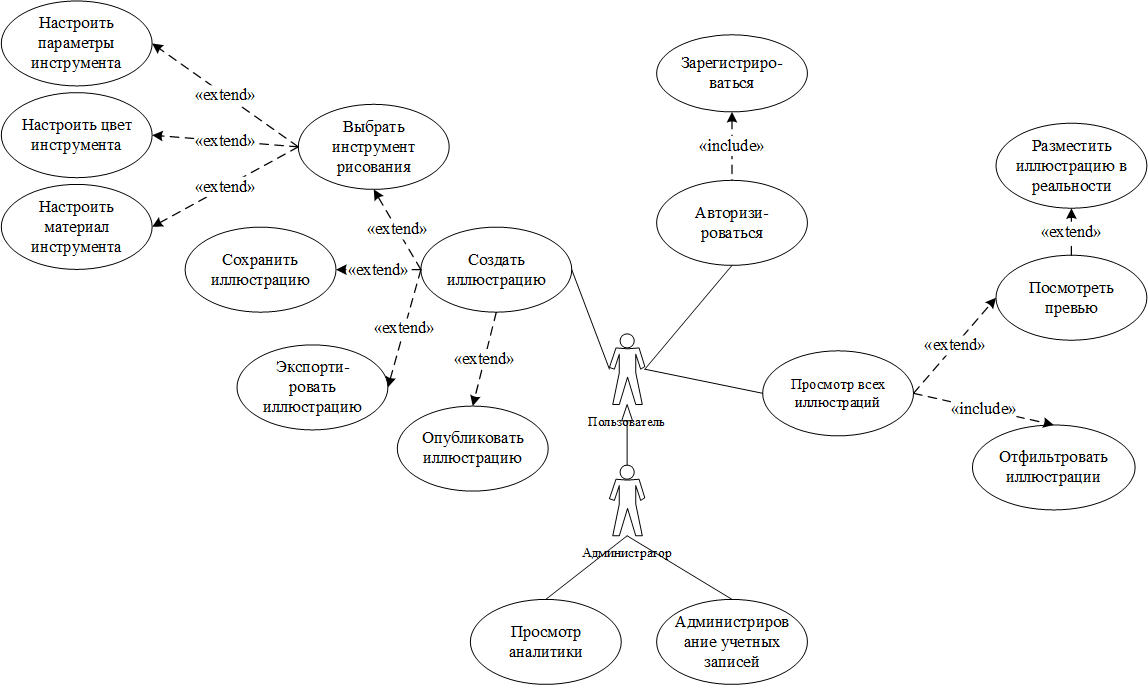 Настроить
параметры
инструмента
«extend»
Настроить цвет
инструмента
«extend»
Настроить
материал
инструмента
«extend»
Выбрать
инструмент
рисования
«extend»
Сохранить
иллюстрацию
«extend»
Создать
иллюстрацию
«extend»
Экспорти-
ровать
иллюстрацию
«extend»
Опубликовать
иллюстрацию
Зарегистриро-
ваться
«include»
Авторизи-
роваться
Разместить
иллюстрацию в
реальности
«extend»
Посмотреть
превью
«extend»
Просмотр всех
иллюстраций
«include»
Отфильтровать
иллюстрации
Пользователь
Администратор
Просмотр
аналитики
Администриров
ание учетных
записей